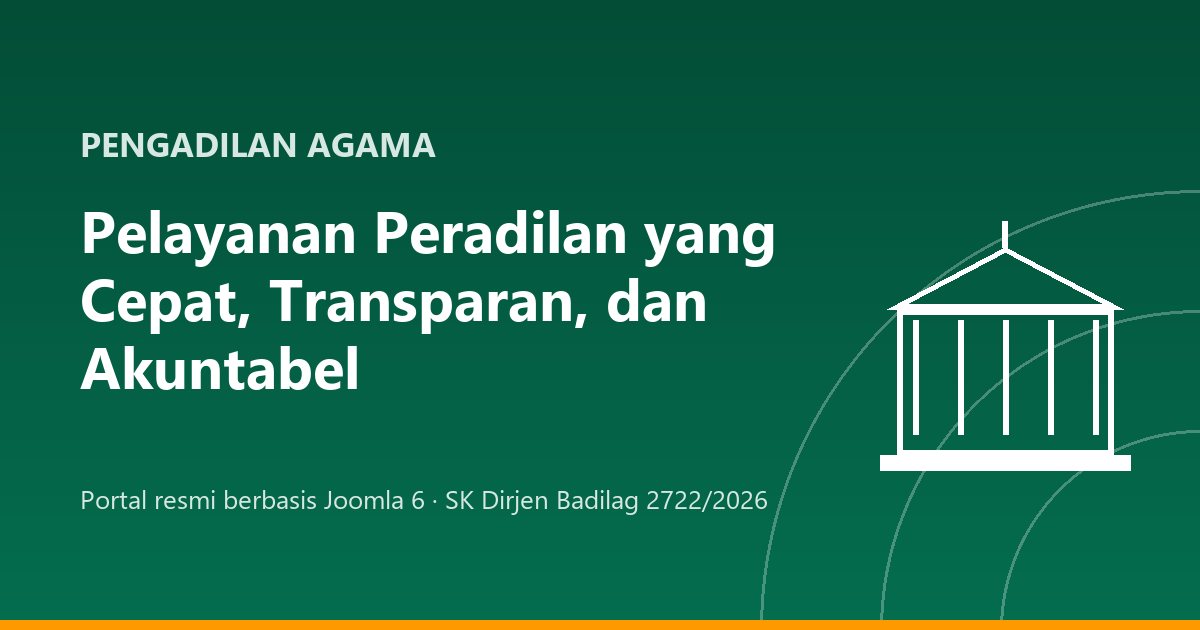 PENGADILAN AGAMA
Pelayanan Peradilan yang
Cepat, Transparan, dan
Akuntabel
Portal resmi berbasis Joomla 6 · SK Dirjen Badilag 2722/2026